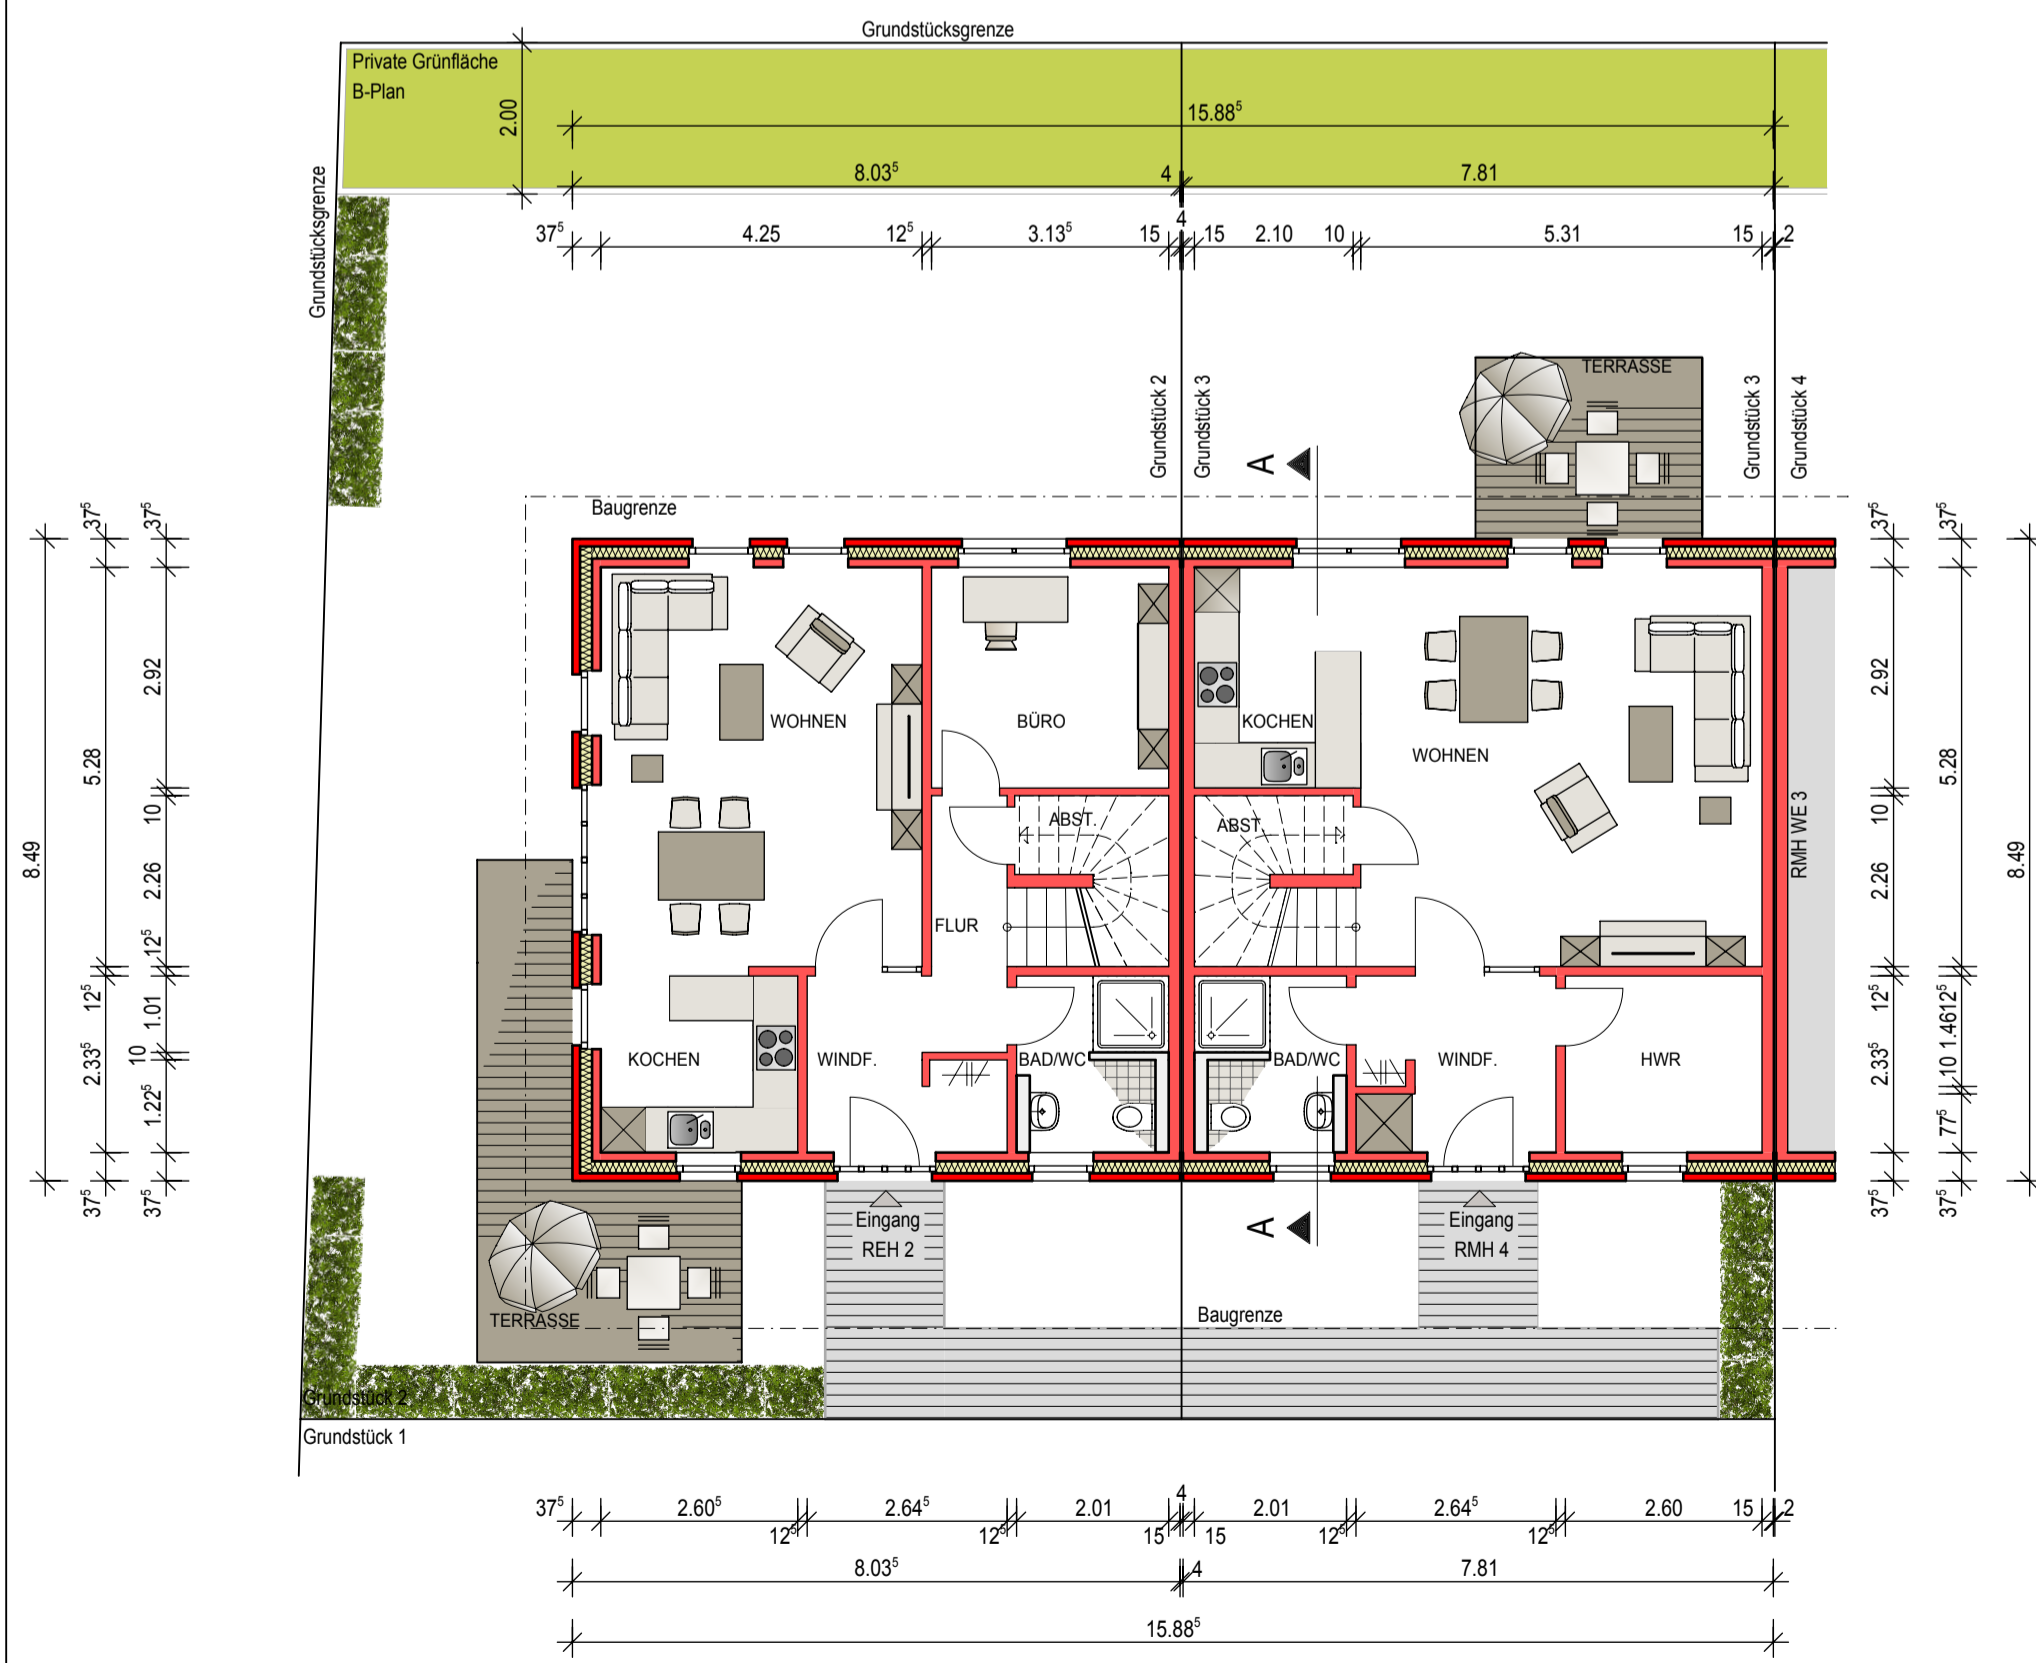 Grundstücksgrenze
Private Grünfläche
B-Plan
2.00
15.88⁵
8.03⁵ 4 7.81
Grundstücksgrenze
37⁵ 4.25 12⁵ 3.13⁵ 15 4 15 2.10 10 5.31 15 2
Grundstück 2
Grundstück 3
Grundstück 3
Grundstück 4
TERRASSE
A
Baugrenze
8.49
37⁵ 5.28 12⁵ 2.33⁵ 37⁵
37⁵ 2.92 10 2.26 12⁵ 1.01 10 1.22⁵ 37⁵
WOHNEN
BÜRO
KOCHEN
WOHNEN
ABST.
ABST.
FLUR
RMH WE 3
KOCHEN
WINDF.
BAD/WC
BAD/WC
WINDF.
HWR
37⁵ 2.92 10 2.26 12⁵ 2.33⁵ 37⁵
37⁵ 5.28 12⁵ 1.46 10 77⁵ 37⁵
8.49
Eingang
REH 2
A
Eingang
RMH 4
TERRASSE
Baugrenze
Grundstück 2
Grundstück 1
37⁵ 2.60⁵ 12⁵ 2.64⁵ 12⁵ 2.01 15 4 15 2.01 12⁵ 2.64⁵ 12⁵ 2.60 15 2
8.03⁵ 4 7.81
15.88⁵